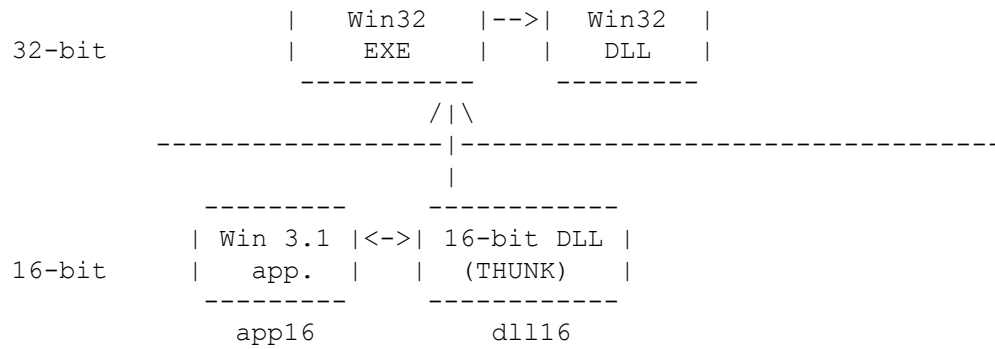 |   Win32   |-->|  Win32  |
32-bit           |    EXE    |   |   DLL   |
                  -----------     ---------
                          /|\
         ------------------|----------------------------------
                           |
            ---------     ------------
           | Win 3.1 |<->| 16-bit DLL |
16-bit     |   app.  |   |  (THUNK)   |
            ---------     ------------
              app16           dll16